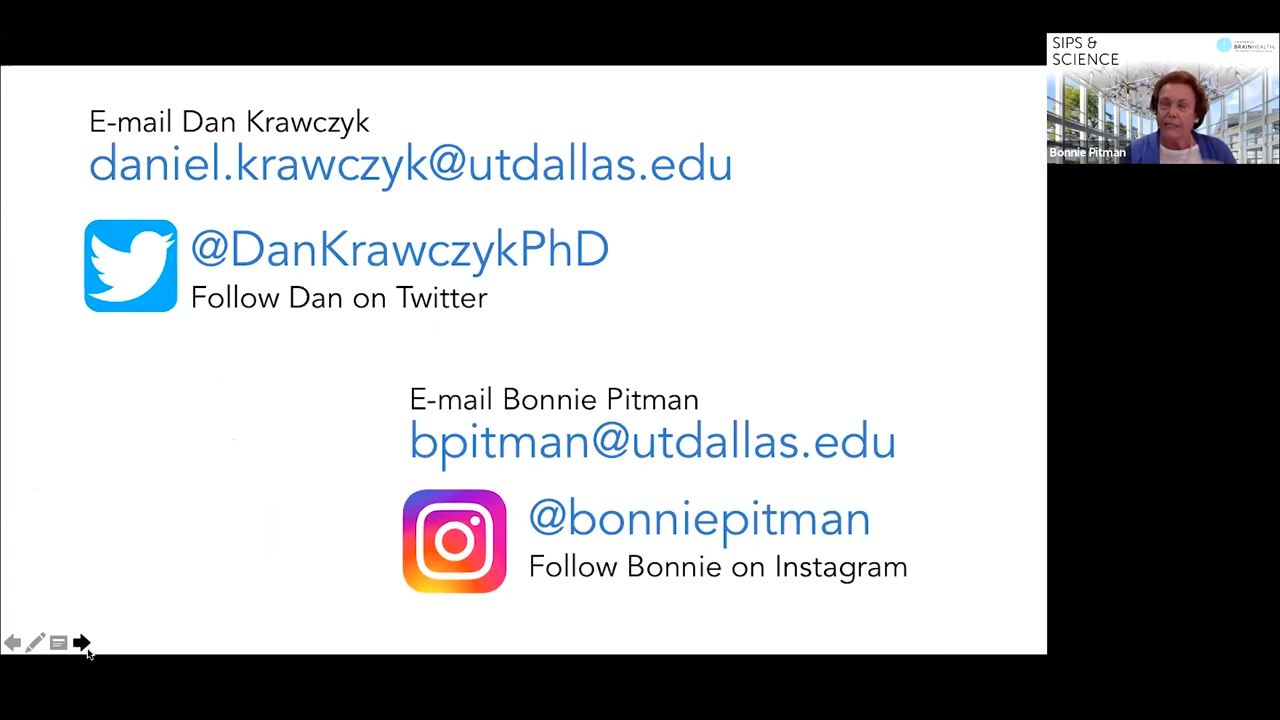 E-mail Dan Krawczyk
daniel.krawczyk@utdallas.edu
@DanKrawczykPhD
Follow Dan on Twitter
E-mail Bonnie Pitman
bpitman@utdallas.edu
@bonniepitman
Follow Bonnie on Instagram
SIPS &
SCIENCE
BRAINHEALTH
Bonnie Pitman